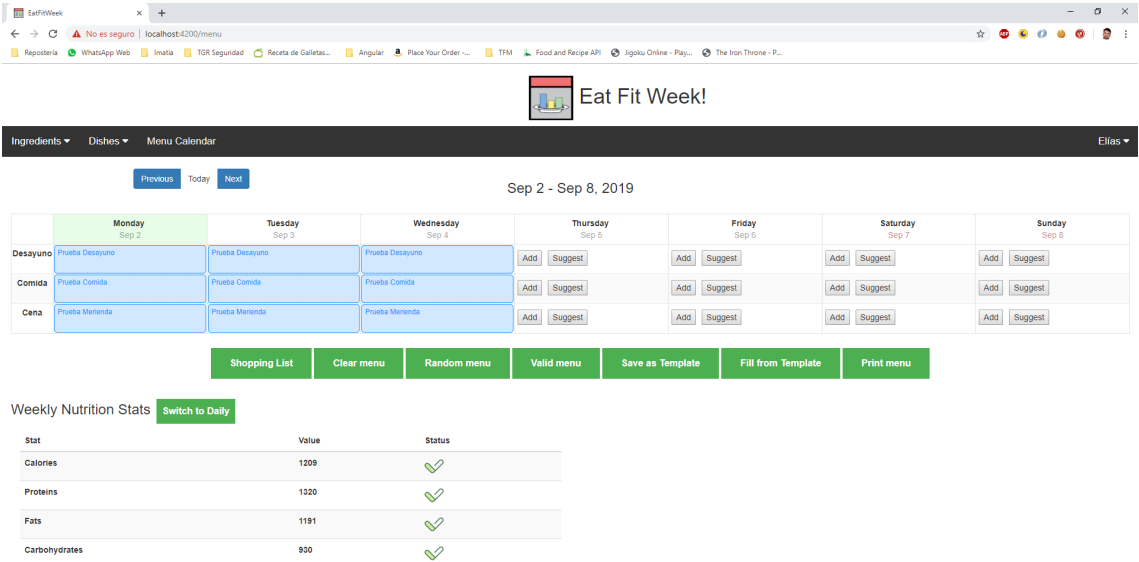 EatFitWeek
No es seguro | localhost:4200/menu
Repostería WhatsApp Web Imatia TGR Seguridad Receta de Galletas... Angular Place Your Order -... TFM Food and Recipe API Jigoku Online - Play... The Iron Throne - P...
Eat Fit Week!
Ingredients Dishes Menu Calendar Elías
Previous Today Next
Sep 2 - Sep 8, 2019
Monday Tuesday Wednesday Thursday Friday Saturday Sunday
Sep 2 Sep 3 Sep 4 Sep 5 Sep 6 Sep 7 Sep 8
Desayuno Prueba Desayuno Prueba Desayuno Prueba Desayuno Add Suggest Add Suggest Add Suggest Add Suggest
Comida Prueba Comida Prueba Comida Prueba Comida Add Suggest Add Suggest Add Suggest Add Suggest
Cena Prueba Merienda Prueba Merienda Prueba Merienda Add Suggest Add Suggest Add Suggest Add Suggest
Shopping List Clear menu Random menu Valid menu Save as Template Fill from Template Print menu
Weekly Nutrition Stats Switch to Daily
Stat Value Status
Calories 1209
Proteins 1320
Fats 1191
Carbohydrates 930